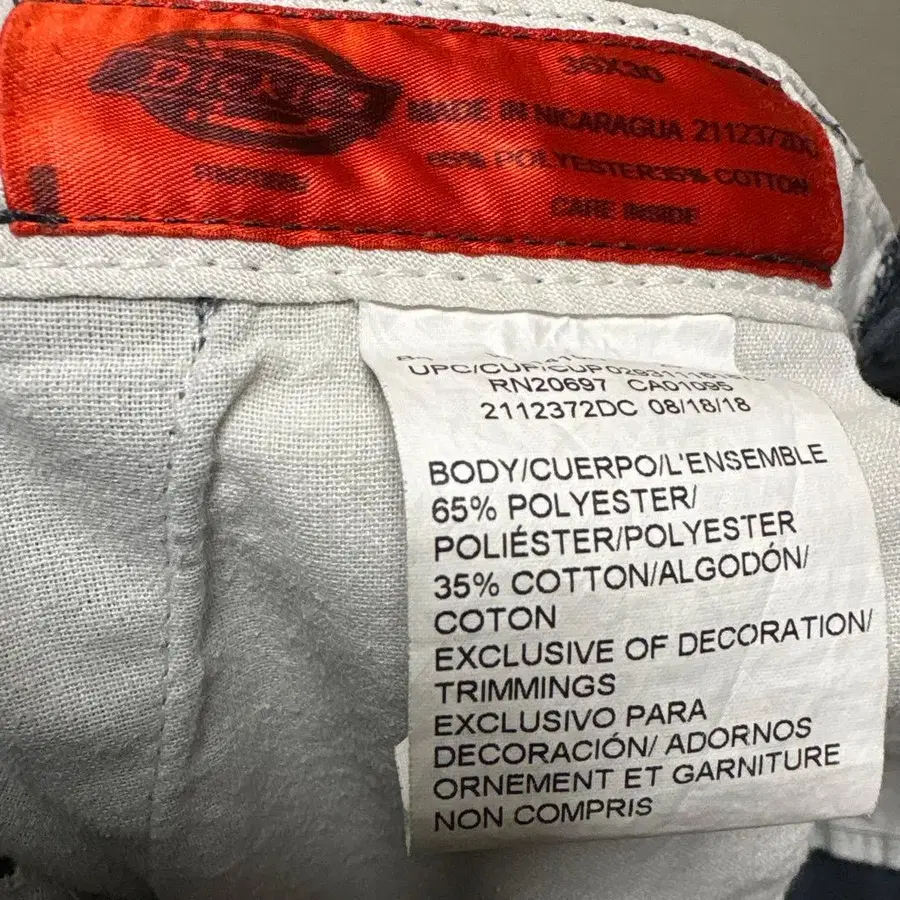 Dickies
36X30
MADE IN NICARAGUA 2112372DC
65% POLYESTER35% COTTON
CARE INSIDE
UPC/CUP/CUP
RN20697 CA01095
2112372DC 08/18/18
BODY/CUERPO/L'ENSEMBLE
65% POLYESTER/
POLIÉSTER/POLYESTER
35% COTTON/ALGODÓN/
COTON
EXCLUSIVE OF DECORATION/
TRIMMINGS
EXCLUSIVO PARA
DECORACIÓN/ ADORNOS
ORNEMENT ET GARNITURE
NON COMPRIS